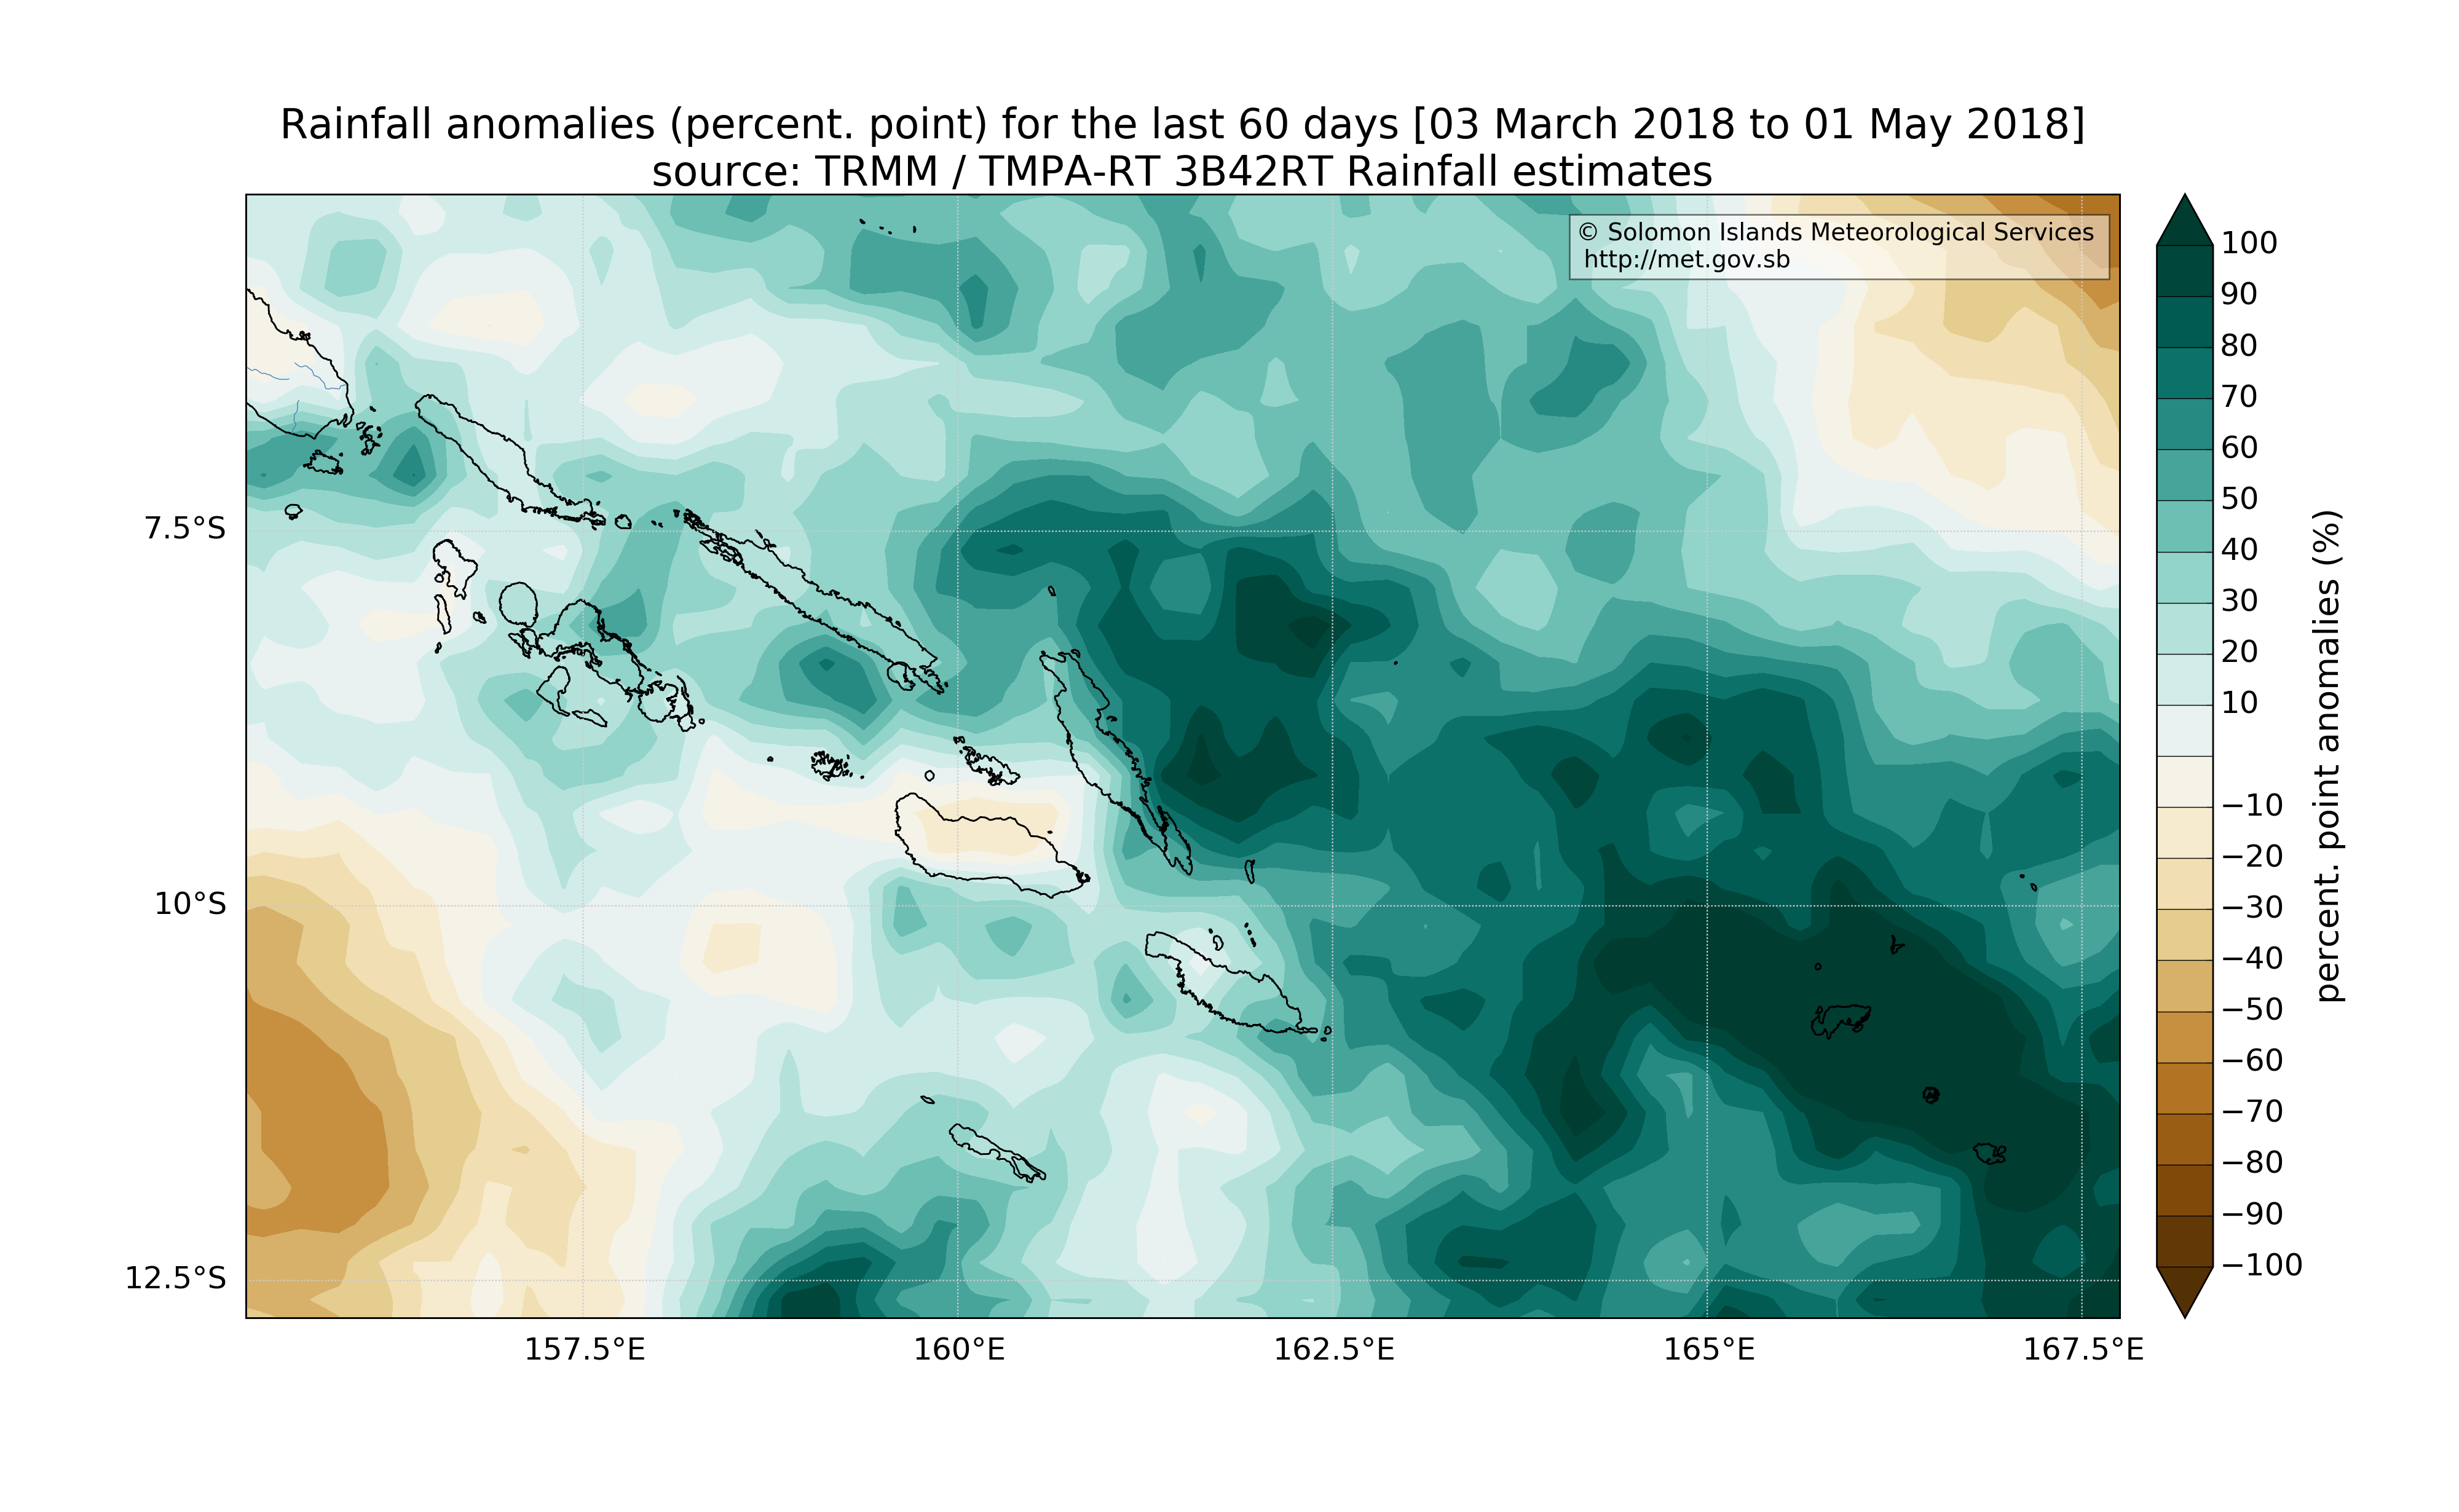 Rainfall anomalies (percent. point) for the last 60 days [03 March 2018 to 01 May 2018]
source: TRMM / TMPA-RT 3B42RT Rainfall estimates
© Solomon Islands Meteorological Services
http://met.gov.sb
7.5°S
10°S
12.5°S
157.5°E
160°E
162.5°E
165°E
167.5°E
100
90
80
70
60
50
40
30
20
10
−10
−20
−30
−40
−50
−60
−70
−80
−90
−100
percent. point anomalies (%)